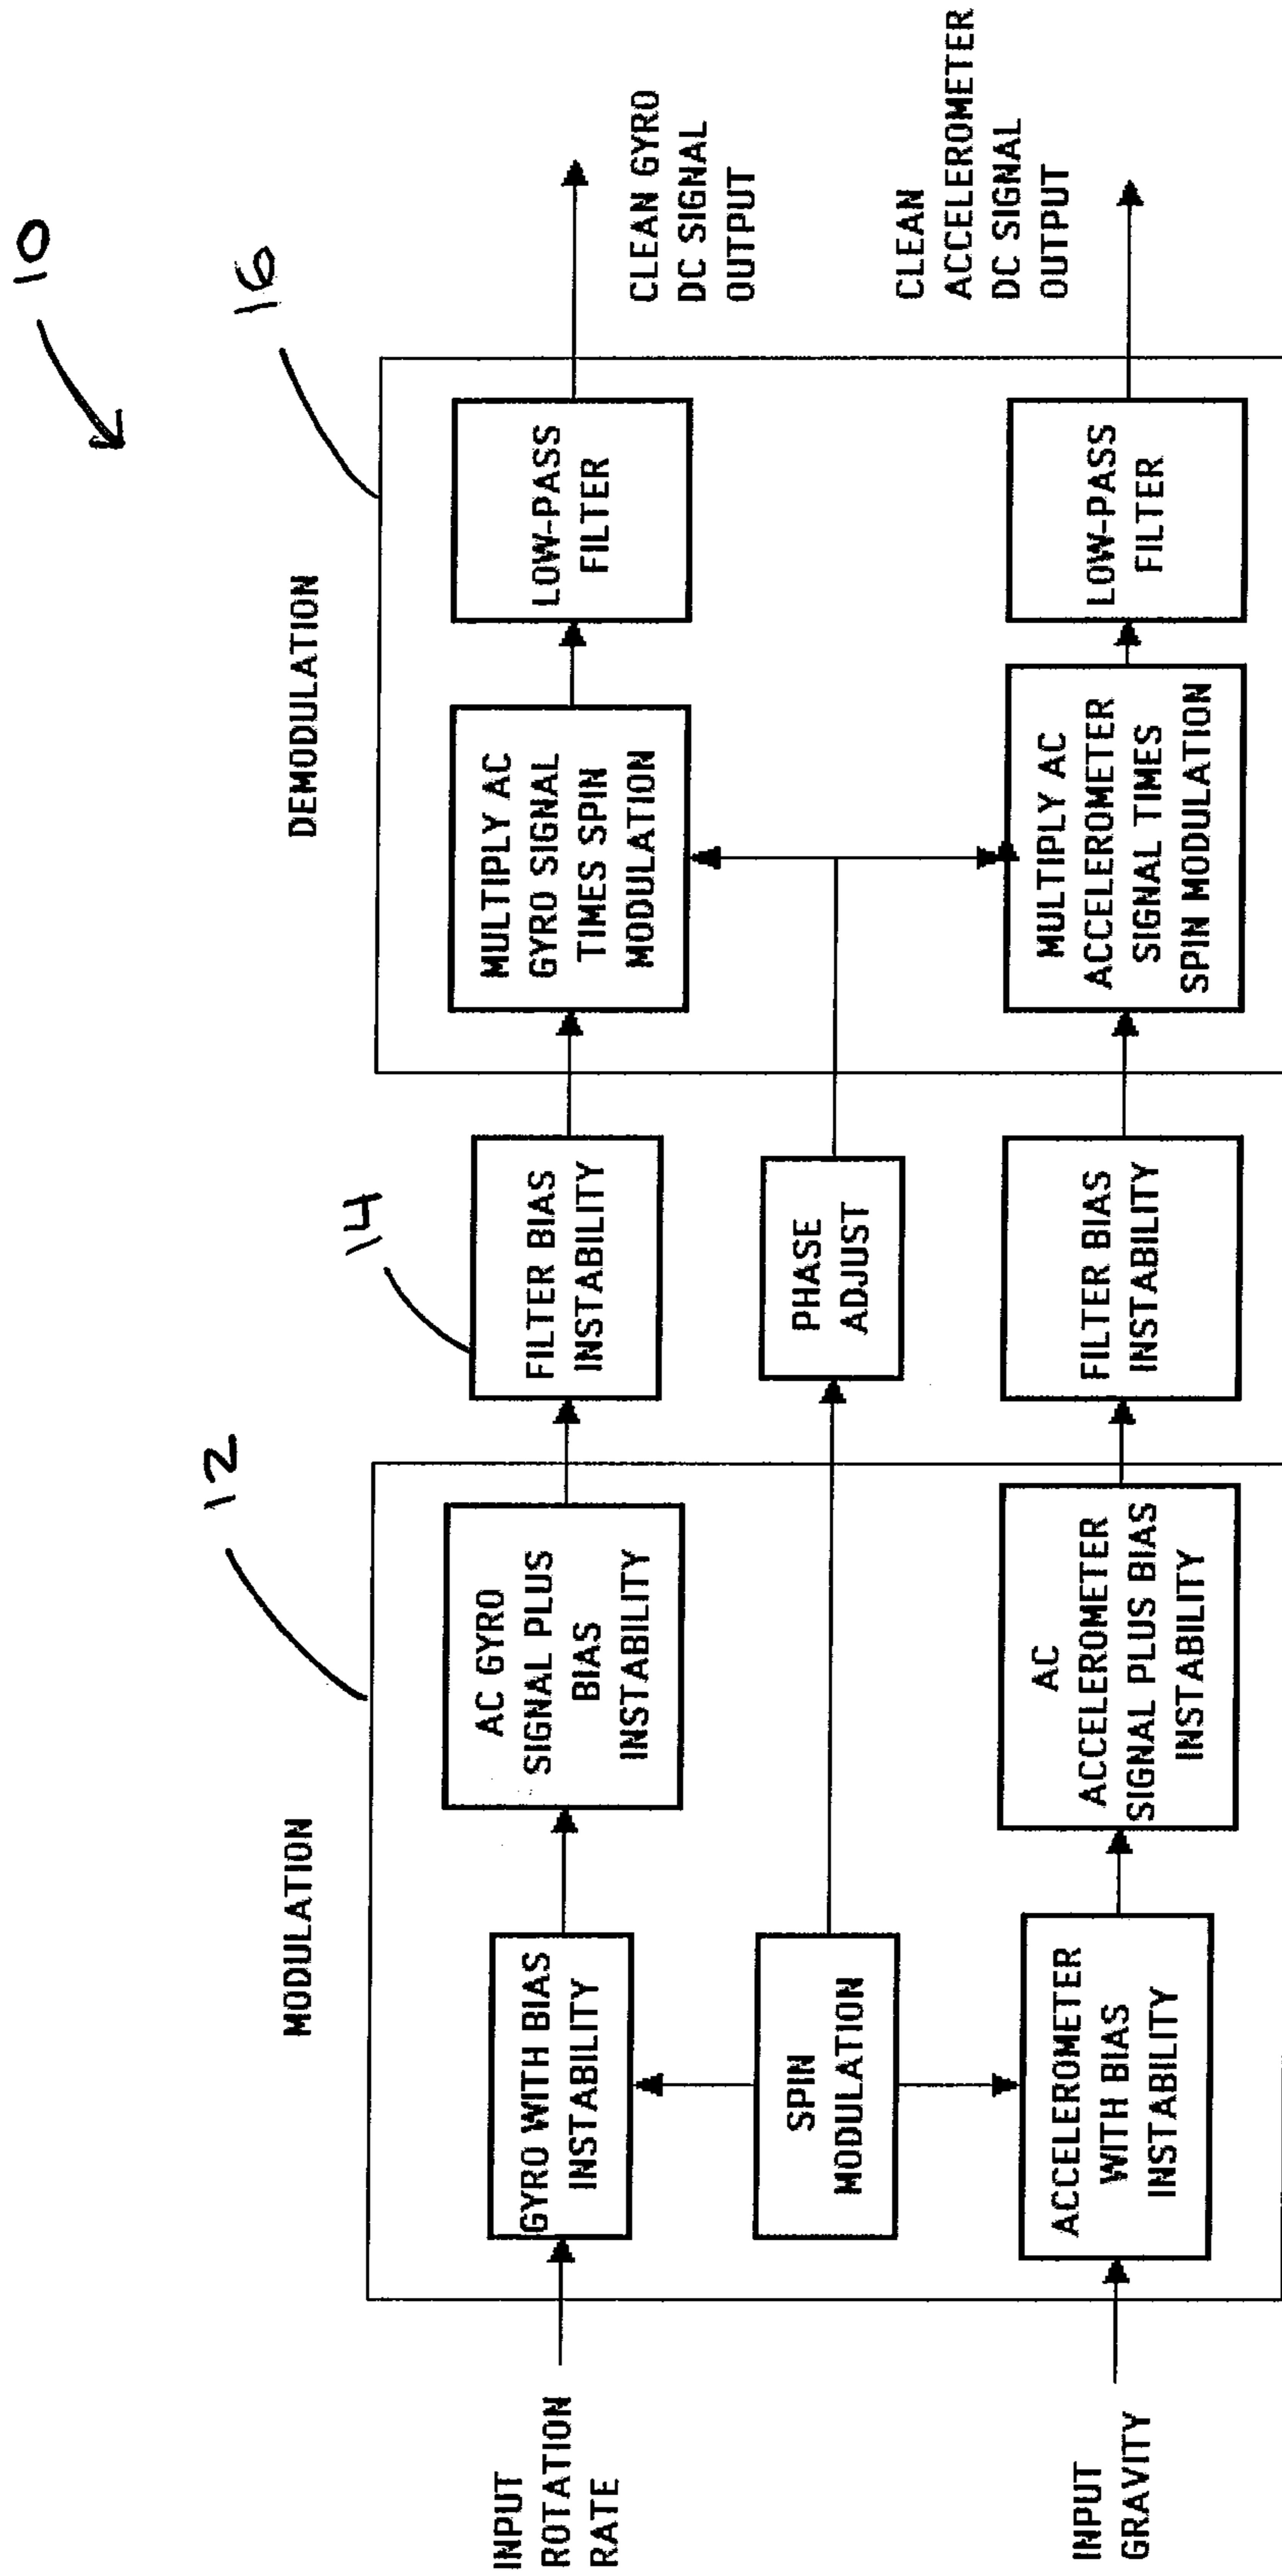 10
12
14
16
MODULATION
DEMODULATION
INPUT
ROTATION
RATE
GYRO WITH BIAS
INSTABILITY
AC GYRO
SIGNAL PLUS
BIAS
INSTABILITY
FILTER BIAS
INSTABILITY
MULTIPLY AC
GYRO SIGNAL
TIMES SPIN
MODULATION
LOW-PASS
FILTER
CLEAN GYRO
DC SIGNAL
OUTPUT
SPIN
MODULATION
PHASE
ADJUST
INPUT
GRAVITY
ACCELEROMETER
WITH BIAS
INSTABILITY
AC
ACCELEROMETER
SIGNAL PLUS BIAS
INSTABILITY
FILTER BIAS
INSTABILITY
MULTIPLY AC
ACCELEROMETER
SIGNAL TIMES
SPIN MODULATION
LOW-PASS
FILTER
CLEAN
ACCELEROMETER
DC SIGNAL
OUTPUT